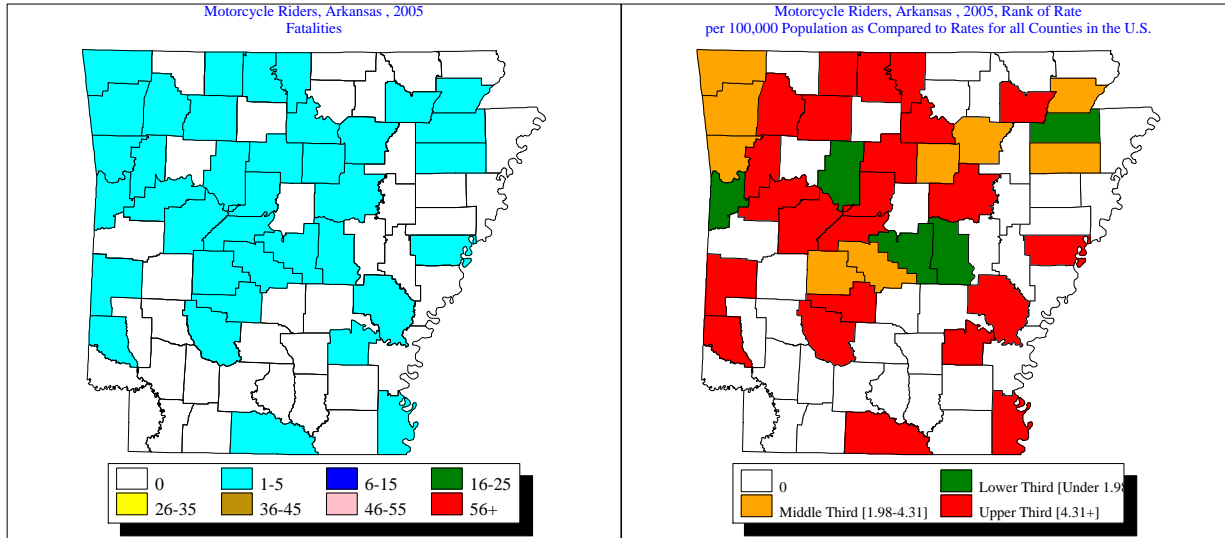 Motorcycle Riders, Arkansas , 2005
Fatalities
0
1-5
6-15
16-25
26-35
36-45
46-55
56+
Motorcycle Riders, Arkansas , 2005, Rank of Rate
per 100,000 Population as Compared to Rates for all Counties in the U.S.
0
Lower Third [Under 1.98
Middle Third [1.98-4.31]
Upper Third [4.31+]